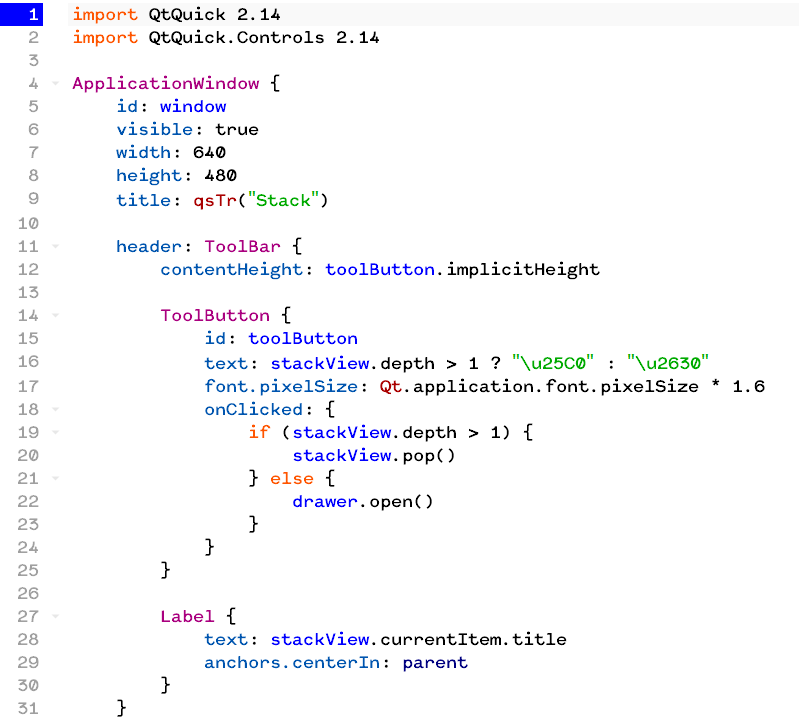 1 import QtQuick 2.14
2 import QtQuick.Controls 2.14
3
4 ApplicationWindow {
5     id: window
6     visible: true
7     width: 640
8     height: 480
9     title: qsTr("Stack")
10
11     header: ToolBar {
12         contentHeight: toolButton.implicitHeight
13
14         ToolButton {
15             id: toolButton
16             text: stackView.depth > 1 ? "\u25C0" : "\u2630"
17             font.pixelSize: Qt.application.font.pixelSize * 1.6
18             onClicked: {
19                 if (stackView.depth > 1) {
20                     stackView.pop()
21                 } else {
22                     drawer.open()
23                 }
24             }
25         }
26
27         Label {
28             text: stackView.currentItem.title
29             anchors.centerIn: parent
30         }
31     }